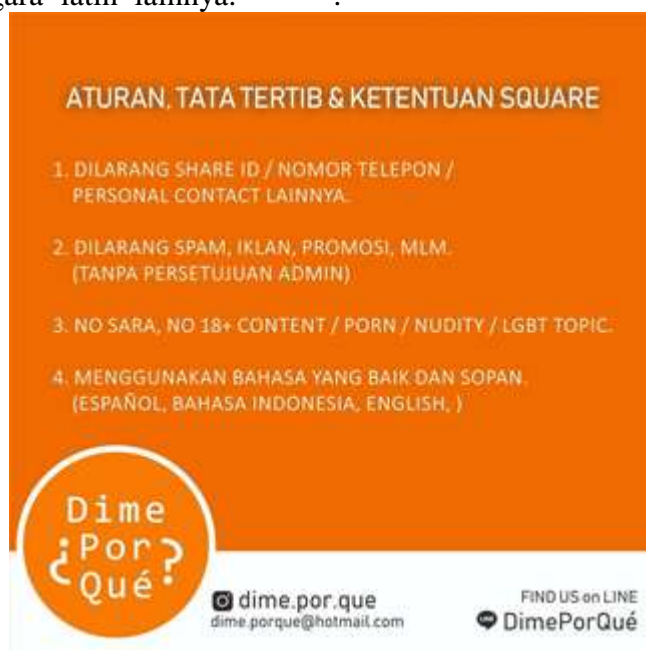 ATURAN, TATA TERTIB & KETENTUAN SQUARE
1. DILARANG SHARE ID / NOMOR TELEPON /
PERSONAL CONTACT LAINNYA.
2. DILARANG SPAM, IKLAN, PROMOSI, MLM.
(TANPA PERSETUJUAN ADMIN)
3. NO SARA, NO 18+ CONTENT / PORN / NUDITY / LGBT TOPIC.
4. MENGGUNAKAN BAHASA YANG BAIK DAN SOPAN.
(ESPAÑOL, BAHASA INDONESIA, ENGLISH, )
Dime
¿Por
Qué?
dime.por.que
dime.porque@hotmail.com
FIND US on LINE
DimePorQué